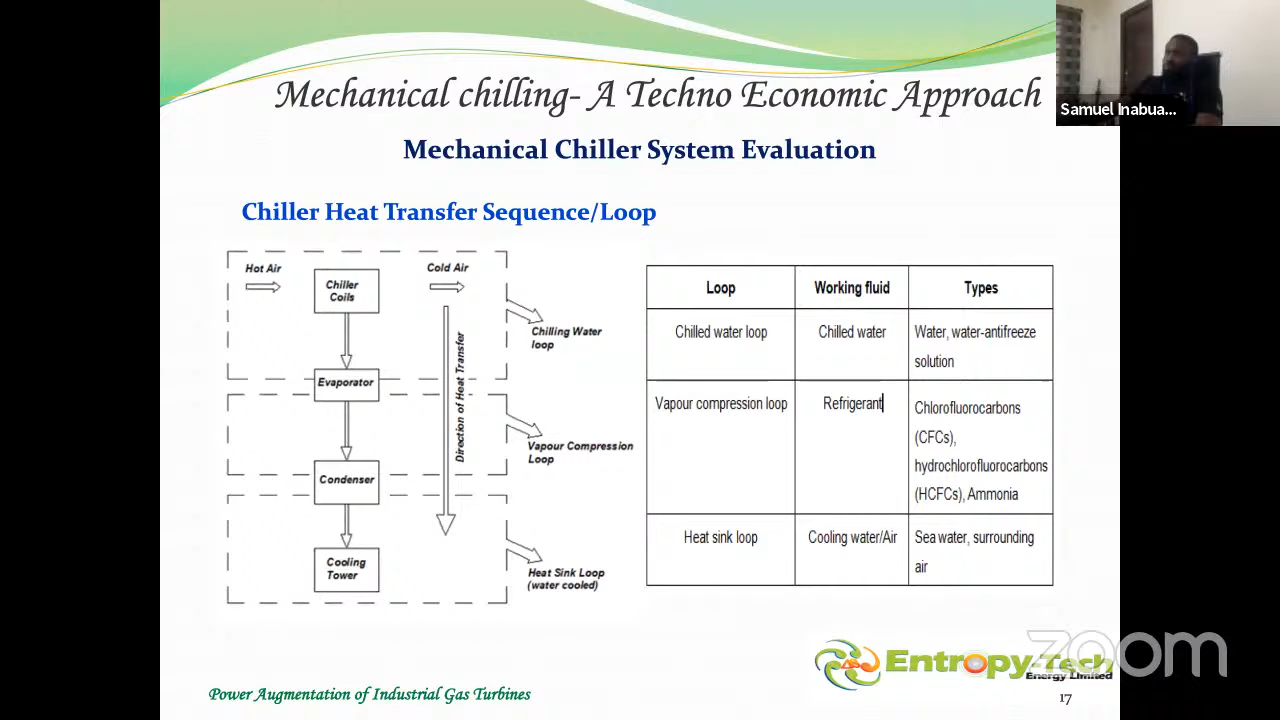 Mechanical chilling- A Techno Economic Approach
Samuel Inabua...
Mechanical Chiller System Evaluation
Chiller Heat Transfer Sequence/Loop
Hot Air
Chiller
Coils
Cold Air
Chilling Water
loop
Evaporator
Direction of Heat Transfer
Vapour Compression
Loop
Condenser
Cooling
Tower
Heat Sink Loop
(water cooled)
Loop
Working fluid
Types
Chilled water loop
Chilled water
Water, water-antifreeze
solution
Vapour compression loop
Refrigerant
Chlorofluorocarbons
(CFCs),
hydrochlorofluorocarbons
(HCFCs), Ammonia
Heat sink loop
Cooling water/Air
Sea water, surrounding
air
zoom
Entropy-Tech
Energy Limited
Power Augmentation of Industrial Gas Turbines
17